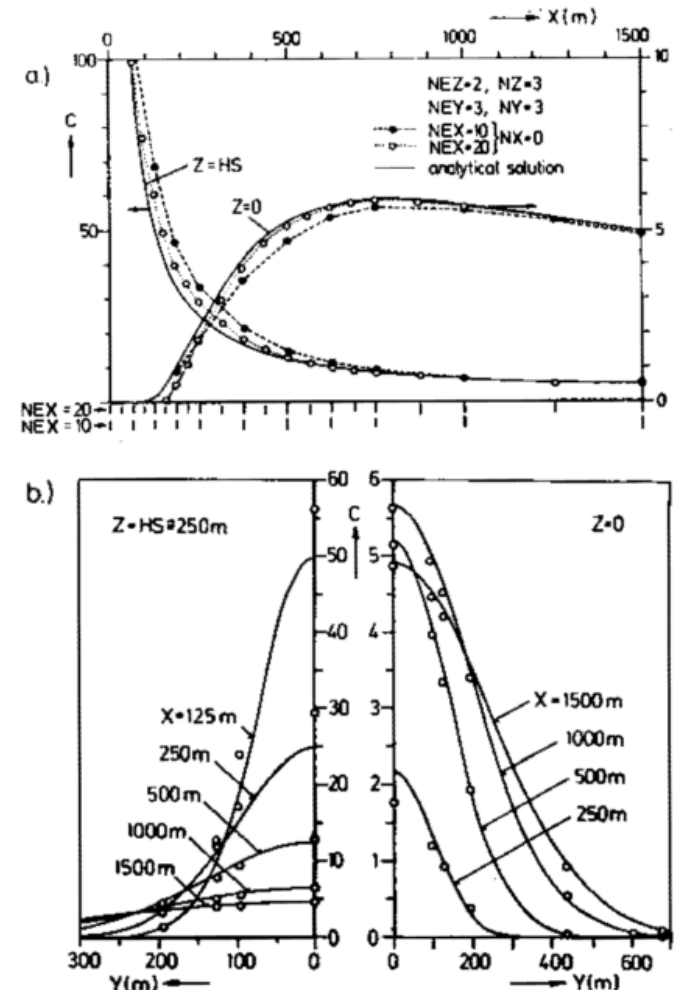 X(m)
a.)
0 500 1000 1500
100
10
C
50
5
0
NEZ=2, NZ=3
NEY=3, NY=3
NEX=10
NEX=20
}NX=0
analytical solution
Z=HS
Z=0
NEX=20
NEX=10
b.)
60 6
Z=HS≙250m
C
Z=0
50 5
40 4
30 3
20 2
10 1
0 0
X=125m
250m
500m
1000m
1500m
X=1500m
1000m
500m
250m
300 200 100 0
0 200 400 600
Y(m)
Y(m)